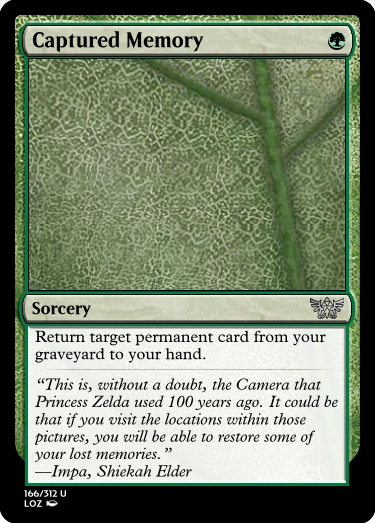 Captured Memory
Sorcery
Return target permanent card from your
graveyard to your hand.
“This is, without a doubt, the Camera that
Princess Zelda used 100 years ago. It could be
that if you visit the locations within those
pictures, you will be able to restore some of
your lost memories.”
—Impa, Shiekah Elder
166/312 U
LOZ